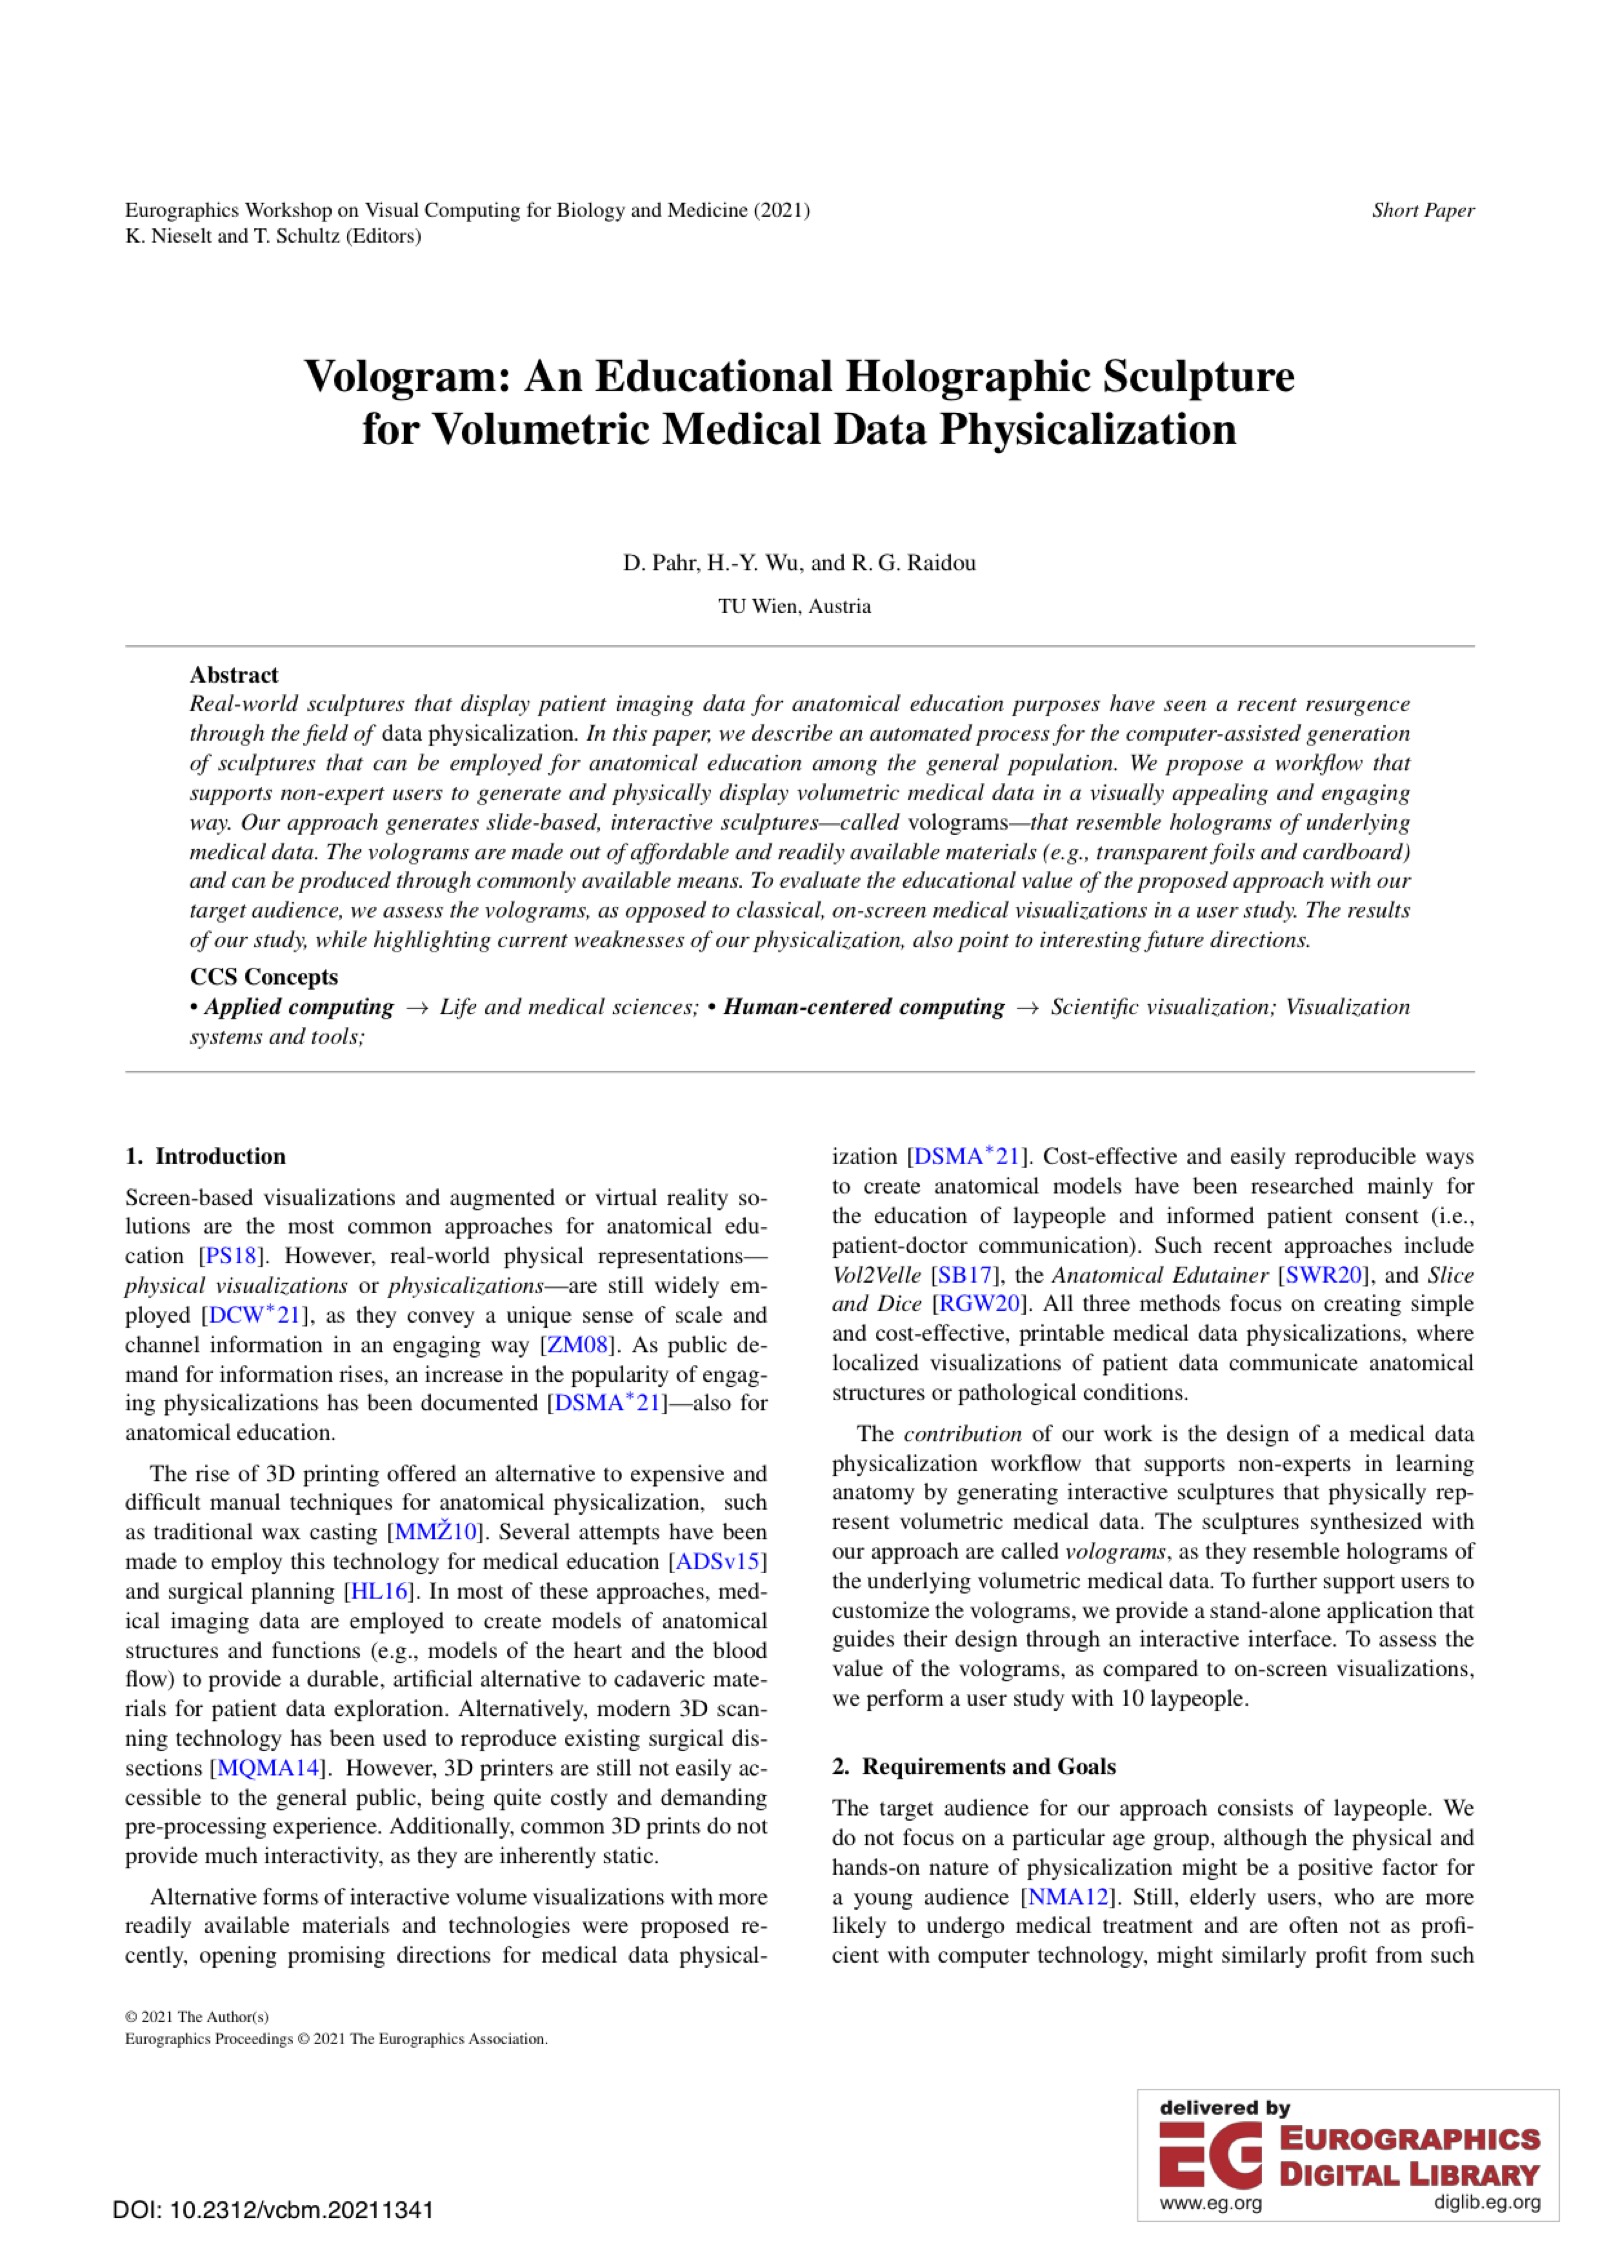 Eurographics Workshop on Visual Computing for Biology and Medicine (2021)
Short Paper
K. Nieselt and T. Schultz (Editors)
Vologram: An Educational Holographic Sculpture
for Volumetric Medical Data Physicalization
D. Pahr, H.-Y. Wu, and R. G. Raidou
TU Wien, Austria
Abstract
Real-world sculptures that display patient imaging data for anatomical education purposes have seen a recent resurgence
through the field of data physicalization. In this paper, we describe an automated process for the computer-assisted generation
of sculptures that can be employed for anatomical education among the general population. We propose a workflow that
supports non-expert users to generate and physically display volumetric medical data in a visually appealing and engaging
way. Our approach generates slide-based, interactive sculptures—called volograms—that resemble holograms of underlying
medical data. The volograms are made out of affordable and readily available materials (e.g., transparent foils and cardboard)
and can be produced through commonly available means. To evaluate the educational value of the proposed approach with our
target audience, we assess the volograms, as opposed to classical, on-screen medical visualizations in a user study. The results
of our study, while highlighting current weaknesses of our physicalization, also point to interesting future directions.
CCS Concepts
• Applied computing → Life and medical sciences; • Human-centered computing → Scientific visualization; Visualization
systems and tools;
1. Introduction
Screen-based visualizations and augmented or virtual reality so-
lutions are the most common approaches for anatomical edu-
cation [PS18]. However, real-world physical representations—
physical visualizations or physicalizations—are still widely em-
ployed [DCW*21], as they convey a unique sense of scale and
channel information in an engaging way [ZM08]. As public de-
mand for information rises, an increase in the popularity of engag-
ing physicalizations has been documented [DSMA*21]—also for
anatomical education.
The rise of 3D printing offered an alternative to expensive and
difficult manual techniques for anatomical physicalization, such
as traditional wax casting [MMŽ10]. Several attempts have been
made to employ this technology for medical education [ADSv15]
and surgical planning [HL16]. In most of these approaches, med-
ical imaging data are employed to create models of anatomical
structures and functions (e.g., models of the heart and the blood
flow) to provide a durable, artificial alternative to cadaveric mate-
rials for patient data exploration. Alternatively, modern 3D scan-
ning technology has been used to reproduce existing surgical dis-
sections [MQMA14]. However, 3D printers are still not easily ac-
cessible to the general public, being quite costly and demanding
pre-processing experience. Additionally, common 3D prints do not
provide much interactivity, as they are inherently static.
Alternative forms of interactive volume visualizations with more
readily available materials and technologies were proposed re-
cently, opening promising directions for medical data physical-
ization [DSMA*21]. Cost-effective and easily reproducible ways
to create anatomical models have been researched mainly for
the education of laypeople and informed patient consent (i.e.,
patient-doctor communication). Such recent approaches include
Vol2Velle [SB17], the Anatomical Edutainer [SWR20], and Slice
and Dice [RGW20]. All three methods focus on creating simple
and cost-effective, printable medical data physicalizations, where
localized visualizations of patient data communicate anatomical
structures or pathological conditions.
The contribution of our work is the design of a medical data
physicalization workflow that supports non-experts in learning
anatomy by generating interactive sculptures that physically rep-
resent volumetric medical data. The sculptures synthesized with
our approach are called volograms, as they resemble holograms of
the underlying volumetric medical data. To further support users to
customize the volograms, we provide a stand-alone application that
guides their design through an interactive interface. To assess the
value of the volograms, as compared to on-screen visualizations,
we perform a user study with 10 laypeople.
2. Requirements and Goals
The target audience for our approach consists of laypeople. We
do not focus on a particular age group, although the physical and
hands-on nature of physicalization might be a positive factor for
a young audience [NMA12]. Still, elderly users, who are more
likely to undergo medical treatment and are often not as profi-
cient with computer technology, might similarly profit from such
© 2021 The Author(s)
Eurographics Proceedings © 2021 The Eurographics Association.
delivered by
EG EUROGRAPHICS
DIGITAL LIBRARY
www.eg.org
diglib.eg.org
DOI: 10.2312/vcbm.20211341